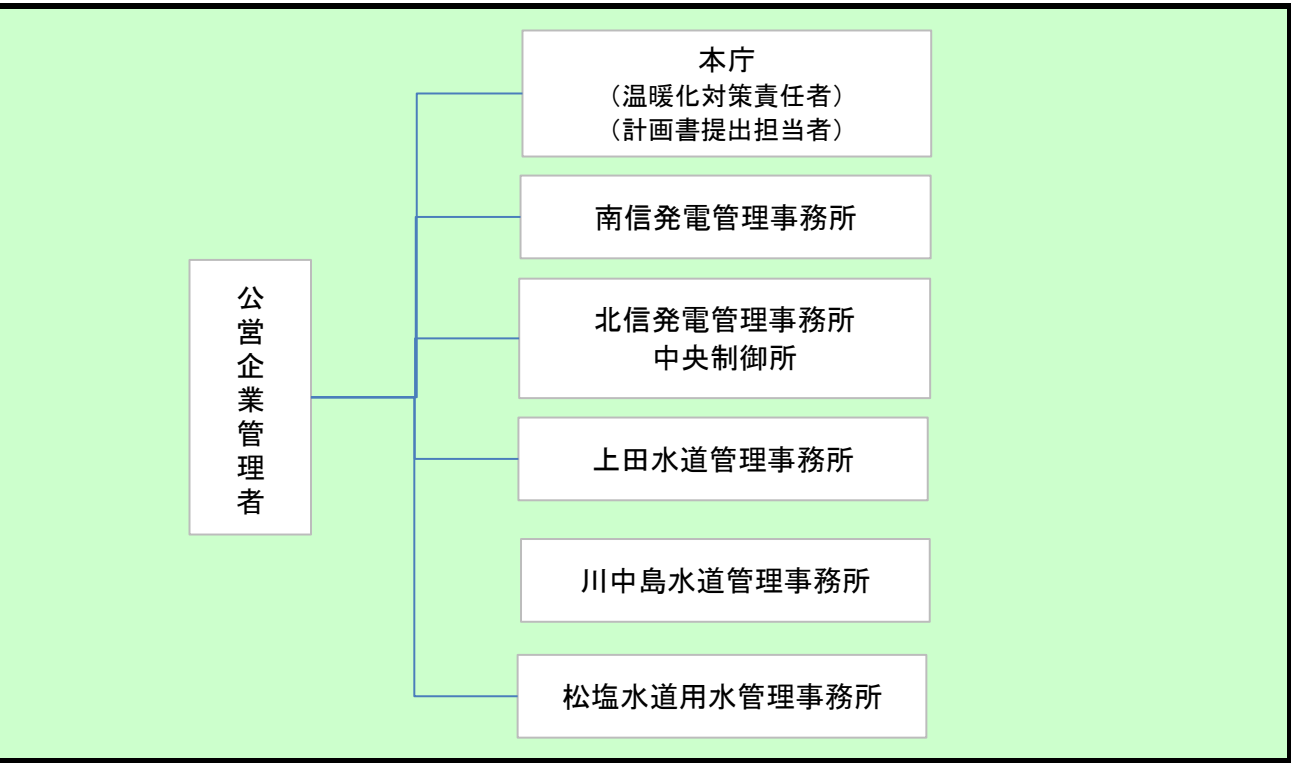 公営企業管理者
本庁
（温暖化対策責任者）
（計画書提出担当者）
南信発電管理事務所
北信発電管理事務所
中央制御所
上田水道管理事務所
川中島水道管理事務所
松塩水道用水管理事務所